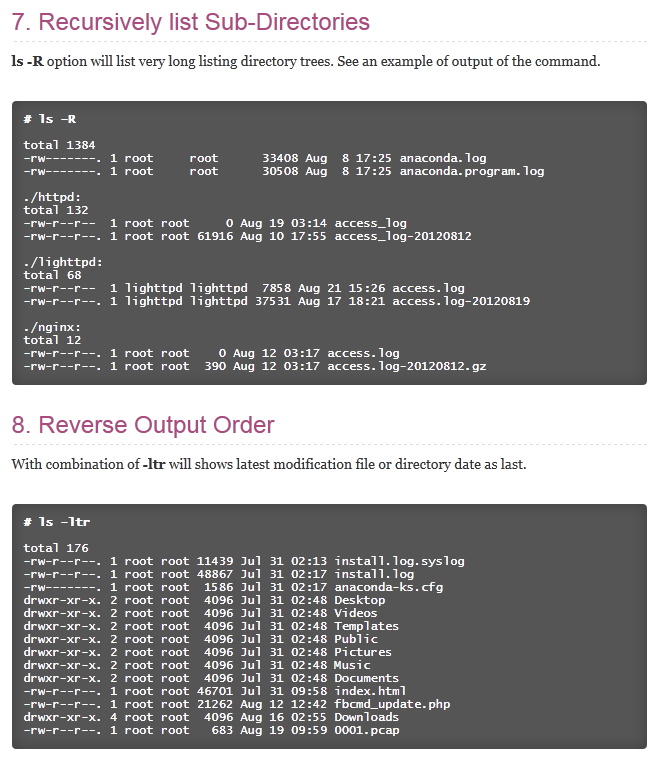 7. Recursively list Sub-Directories
ls -R option will list very long listing directory trees. See an example of output of the command.
# ls -R
total 1384
-rw-------. 1 root     root      33408 Aug  8 17:25 anaconda.log
-rw-------. 1 root     root      30508 Aug  8 17:25 anaconda.program.log
./httpd:
total 132
-rw-r--r--  1 root root     0 Aug 19 03:14 access_log
-rw-r--r--. 1 root root 61916 Aug 10 17:55 access_log-20120812
./lighttpd:
total 68
-rw-r--r--  1 lighttpd lighttpd  7858 Aug 21 15:26 access.log
-rw-r--r--. 1 lighttpd lighttpd 37531 Aug 17 18:21 access.log-20120819
./nginx:
total 12
-rw-r--r--. 1 root root    0 Aug 12 03:17 access.log
-rw-r--r--. 1 root root  390 Aug 12 03:17 access.log-20120812.gz
8. Reverse Output Order
With combination of -ltr will shows latest modification file or directory date as last.
# ls -ltr
total 176
-rw-r--r--. 1 root root 11439 Jul 31 02:13 install.log.syslog
-rw-r--r--. 1 root root 48867 Jul 31 02:17 install.log
-rw-------. 1 root root  1586 Jul 31 02:17 anaconda-ks.cfg
drwxr-xr-x. 2 root root  4096 Jul 31 02:48 Desktop
drwxr-xr-x. 2 root root  4096 Jul 31 02:48 Videos
drwxr-xr-x. 2 root root  4096 Jul 31 02:48 Templates
drwxr-xr-x. 2 root root  4096 Jul 31 02:48 Public
drwxr-xr-x. 2 root root  4096 Jul 31 02:48 Pictures
drwxr-xr-x. 2 root root  4096 Jul 31 02:48 Music
drwxr-xr-x. 2 root root  4096 Jul 31 02:48 Documents
-rw-r--r--. 1 root root 46701 Jul 31 09:58 index.html
-rw-r--r--. 1 root root 21262 Aug 12 12:42 fbcmd_update.php
drwxr-xr-x. 4 root root  4096 Aug 16 02:55 Downloads
-rw-r--r--. 1 root root   683 Aug 19 09:59 0001.pcap